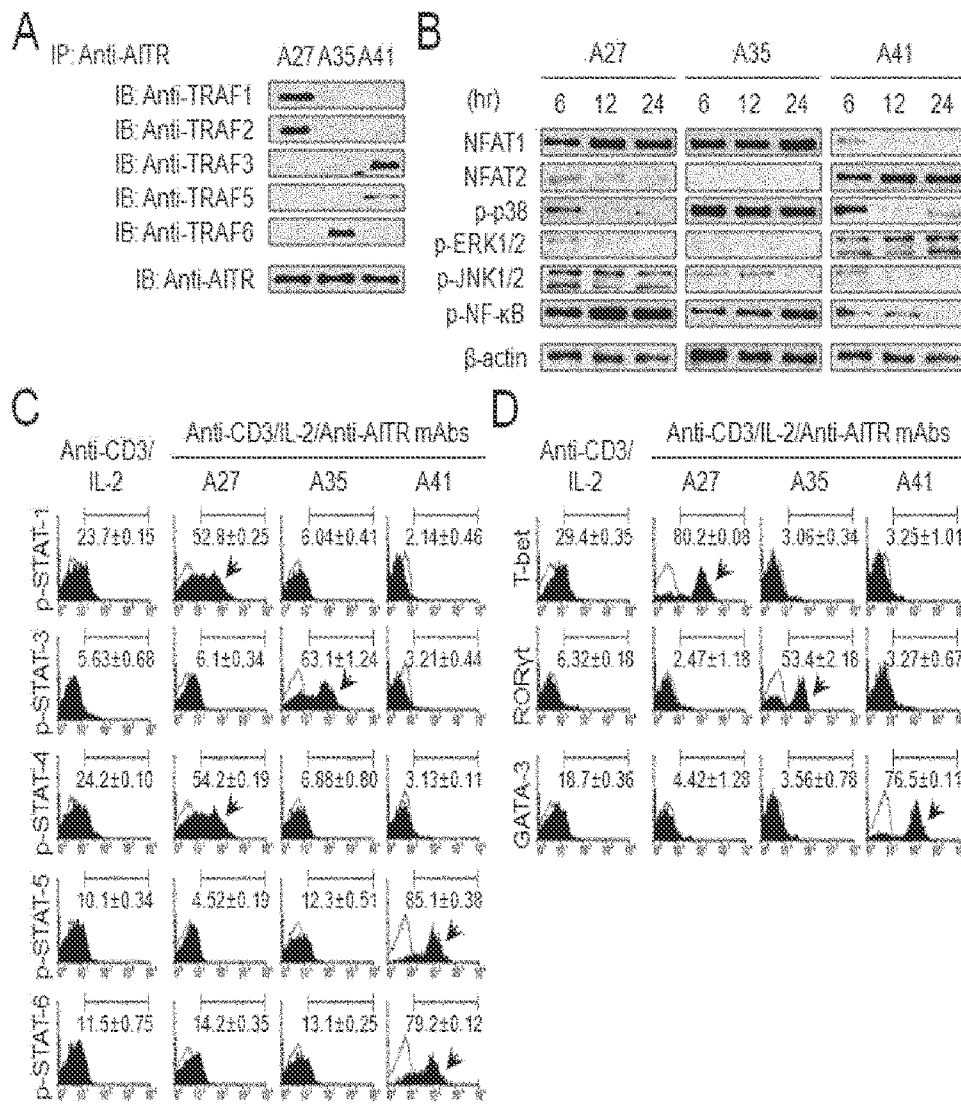 A
IP: Anti-AITR A27 A35 A41
IB: Anti-TRAF1
IB: Anti-TRAF2
IB: Anti-TRAF3
IB: Anti-TRAF5
IB: Anti-TRAF6
IB: Anti-AITR
B
A27 A35 A41
(hr) 6 12 24 6 12 24 6 12 24
NFAT1
NFAT2
p-p38
p-ERK1/2
p-JNK1/2
p-NF-κB
β-actin
C
Anti-CD3/IL-2/Anti-AITR mAbs
Anti-CD3/
IL-2 A27 A35 A41
p-STAT-1 23.7±0.15 52.8±0.25 6.04±0.41 2.14±0.46
p-STAT-3 5.63±0.68 6.1±0.34 63.1±1.24 3.21±0.44
p-STAT-4 24.2±0.10 54.2±0.19 6.88±0.80 3.13±0.11
p-STAT-5 10.1±0.34 4.52±0.19 12.3±0.51 85.1±0.38
p-STAT-6 11.5±0.75 14.2±0.35 13.1±0.25 79.2±0.12
D
Anti-CD3/IL-2/Anti-AITR mAbs
Anti-CD3/
IL-2 A27 A35 A41
T-bet 29.4±0.35 80.2±0.08 3.06±0.34 3.25±1.01
RORγt 6.32±0.18 2.47±1.18 53.4±2.18 3.27±0.67
GATA-3 18.7±0.36 4.42±1.28 3.56±0.78 76.5±0.11